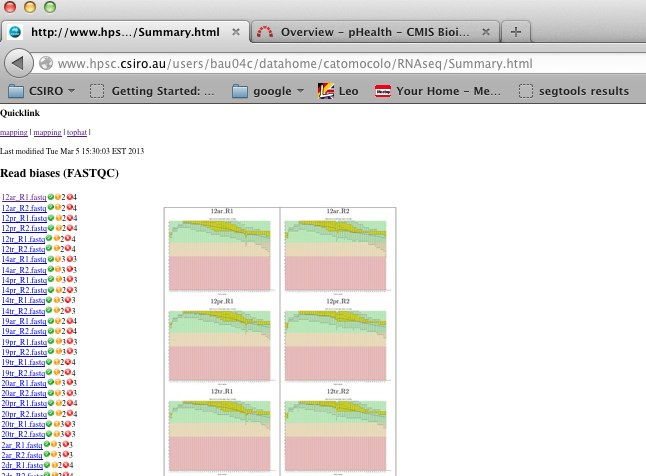 http://www.hps.../Summary.html
Overview – pHealth – CMIS Bioi...
www.hpsc.csiro.au/users/bau04c/datahome/catomocolo/RNAseq/Summary.html
CSIRO Getting Started: ... google Leo Your Home – Me... segtools results
Quicklink
mapping | mapping | tophat |
Last modified Tue Mar 5 15:30:03 EST 2013
Read biases (FASTQC)
12ar_R1.fastq 2 4
12ar_R2.fastq 2 4
12pr_R1.fastq 2 4
12pr_R2.fastq 2 4
12tr_R1.fastq 2 4
12tr_R2.fastq 2 4
14ar_R1.fastq 3 3
14ar_R2.fastq 3 3
14pr_R1.fastq 3 3
14pr_R2.fastq 2 4
14tr_R1.fastq 3 3
14tr_R2.fastq 2 3
19ar_R1.fastq 2 4
19ar_R2.fastq 2 4
19pr_R1.fastq 3 3
19pr_R2.fastq 3 3
19tr_R1.fastq 2 4
19tr_R2.fastq 2 4
20ar_R1.fastq 3 3
20ar_R2.fastq 3 3
20pr_R1.fastq 2 4
20pr_R2.fastq 2 4
20tr_R1.fastq 3 3
20tr_R2.fastq 3 3
2ar_R1.fastq 3 3
2ar_R2.fastq 3 3
2dr_R1.fastq 2 4
12ar.R1 12ar.R2
12pr.R1 12pr.R2
12tr.R1 12tr.R2